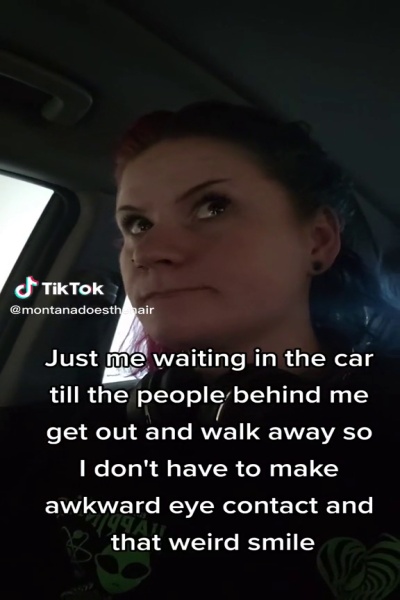 TikTok
@montanadoesthehair
Just me waiting in the car
till the people behind me
get out and walk away so
I don't have to make
awkward eye contact and
that weird smile